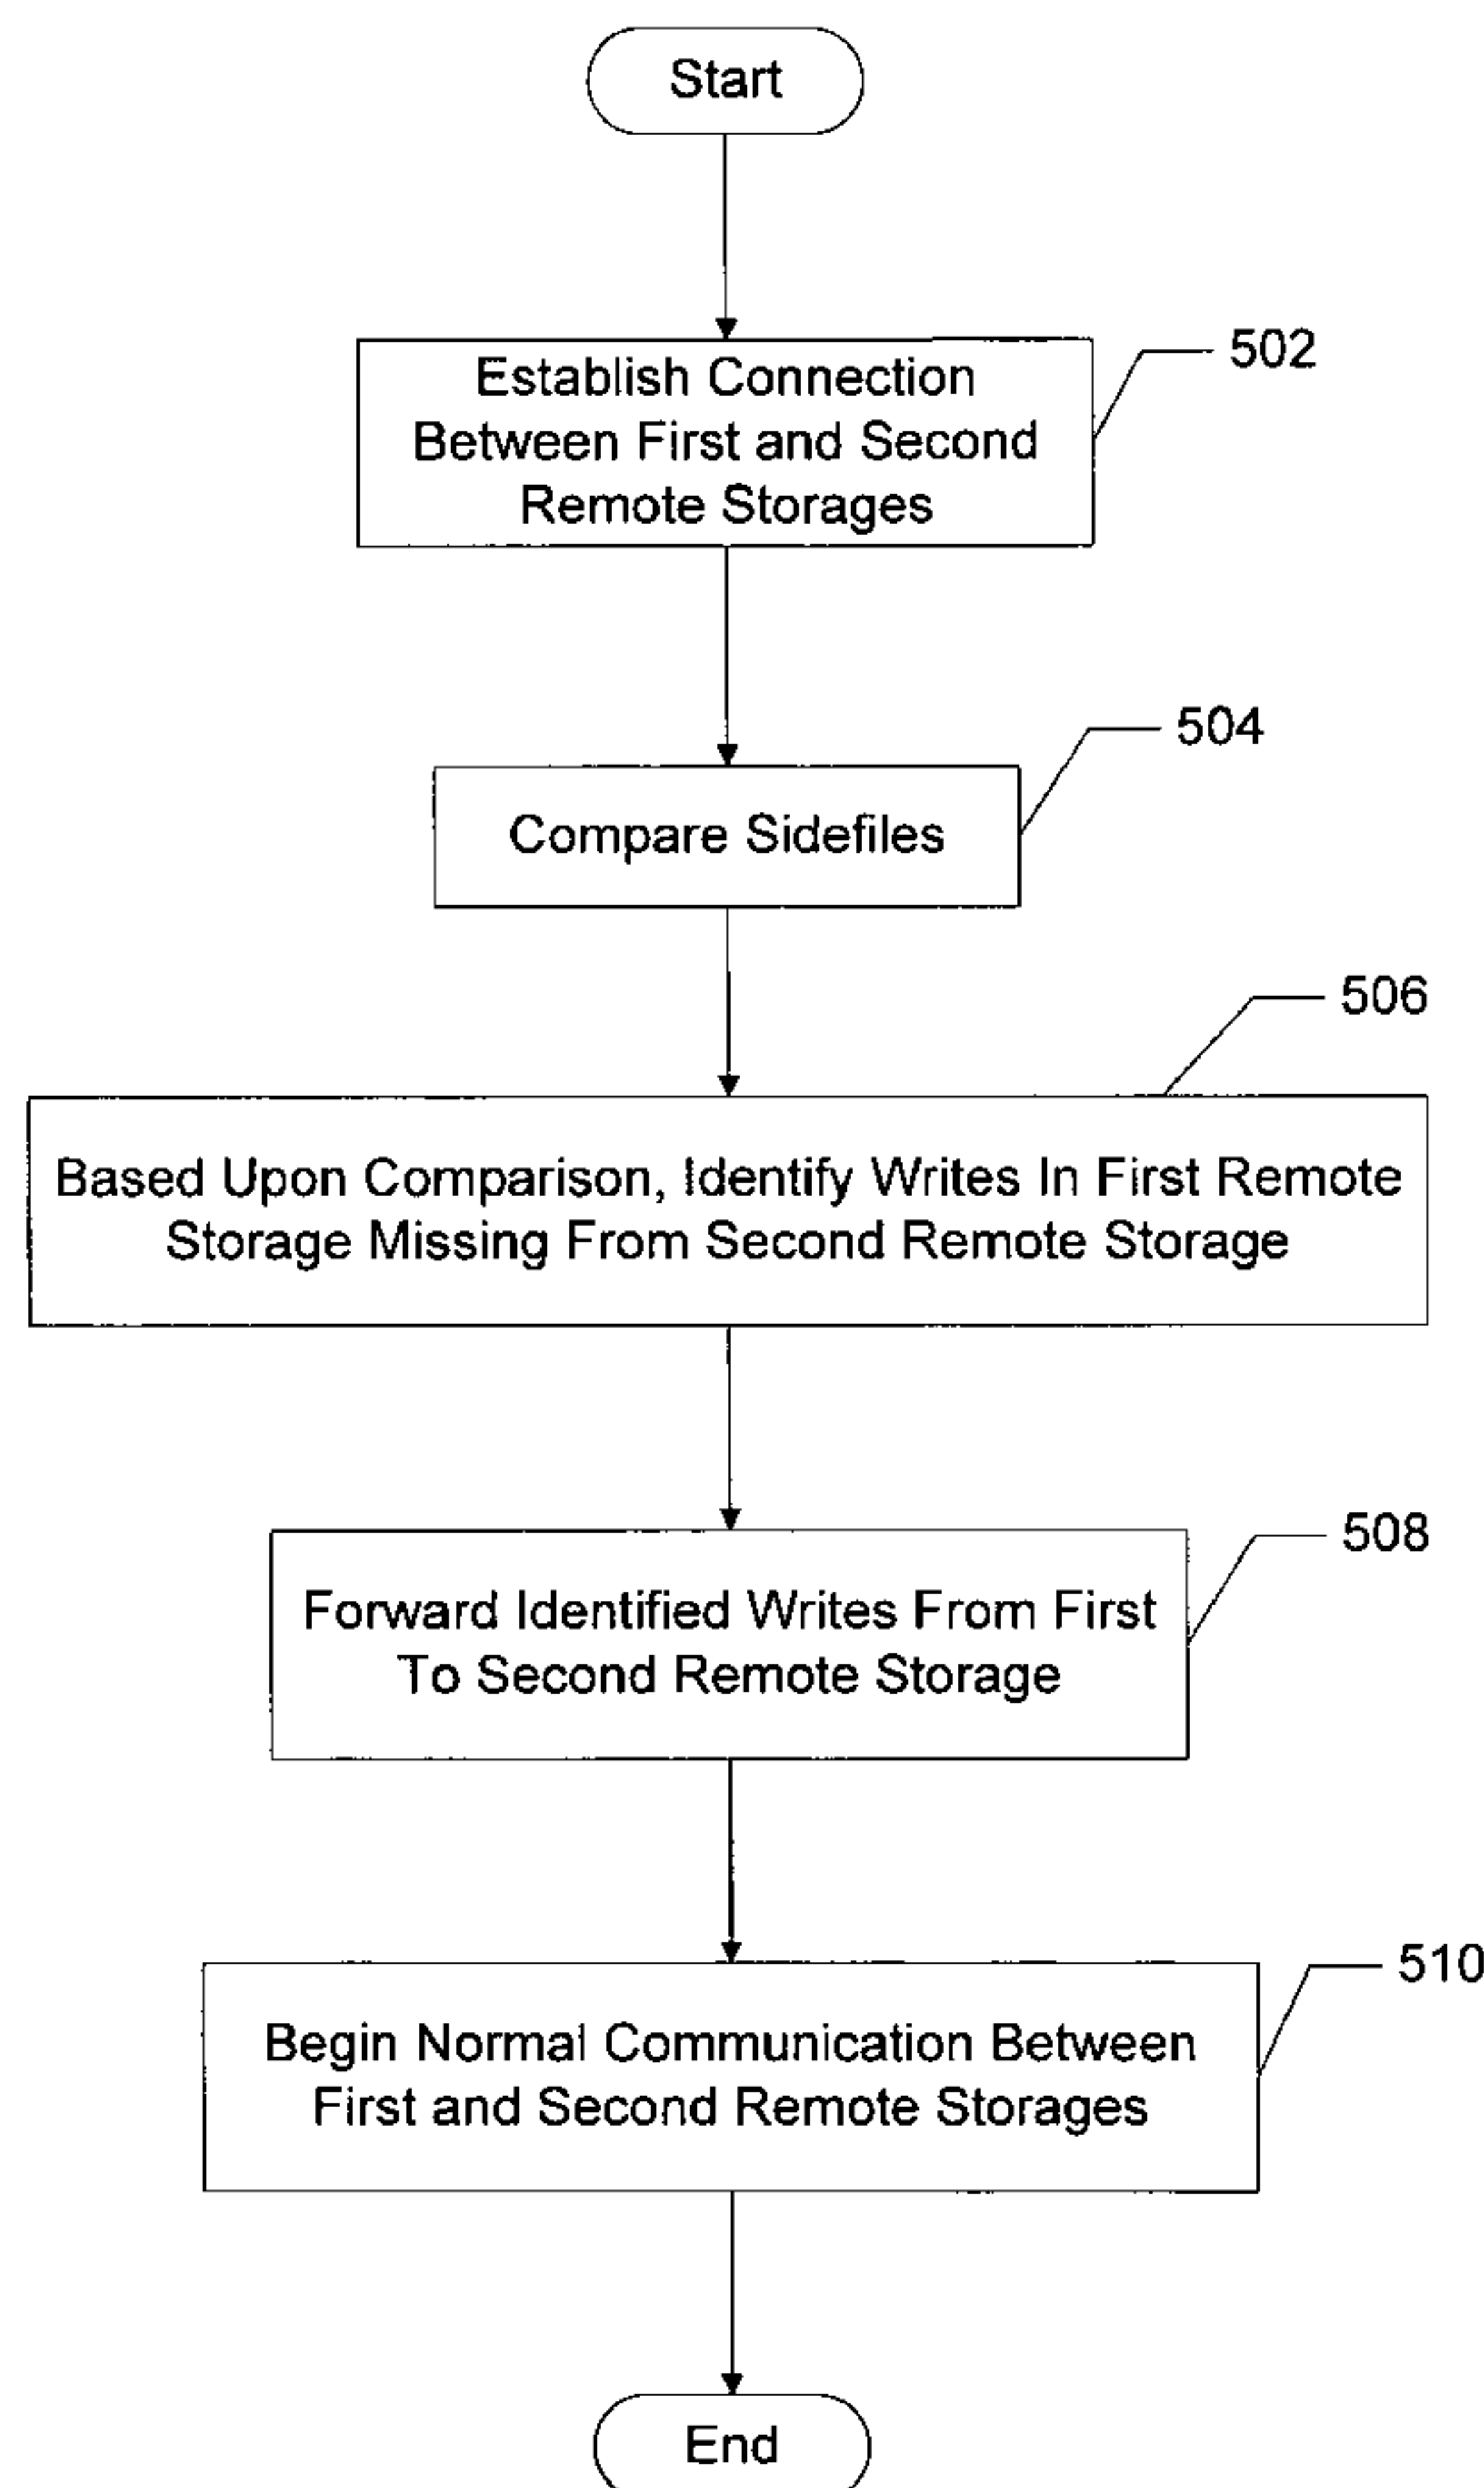 Start
502
Establish Connection
Between First and Second
Remote Storages
504
Compare Sidefiles
506
Based Upon Comparison, Identify Writes In First Remote
Storage Missing From Second Remote Storage
508
Forward Identified Writes From First
To Second Remote Storage
510
Begin Normal Communication Between
First and Second Remote Storages
End